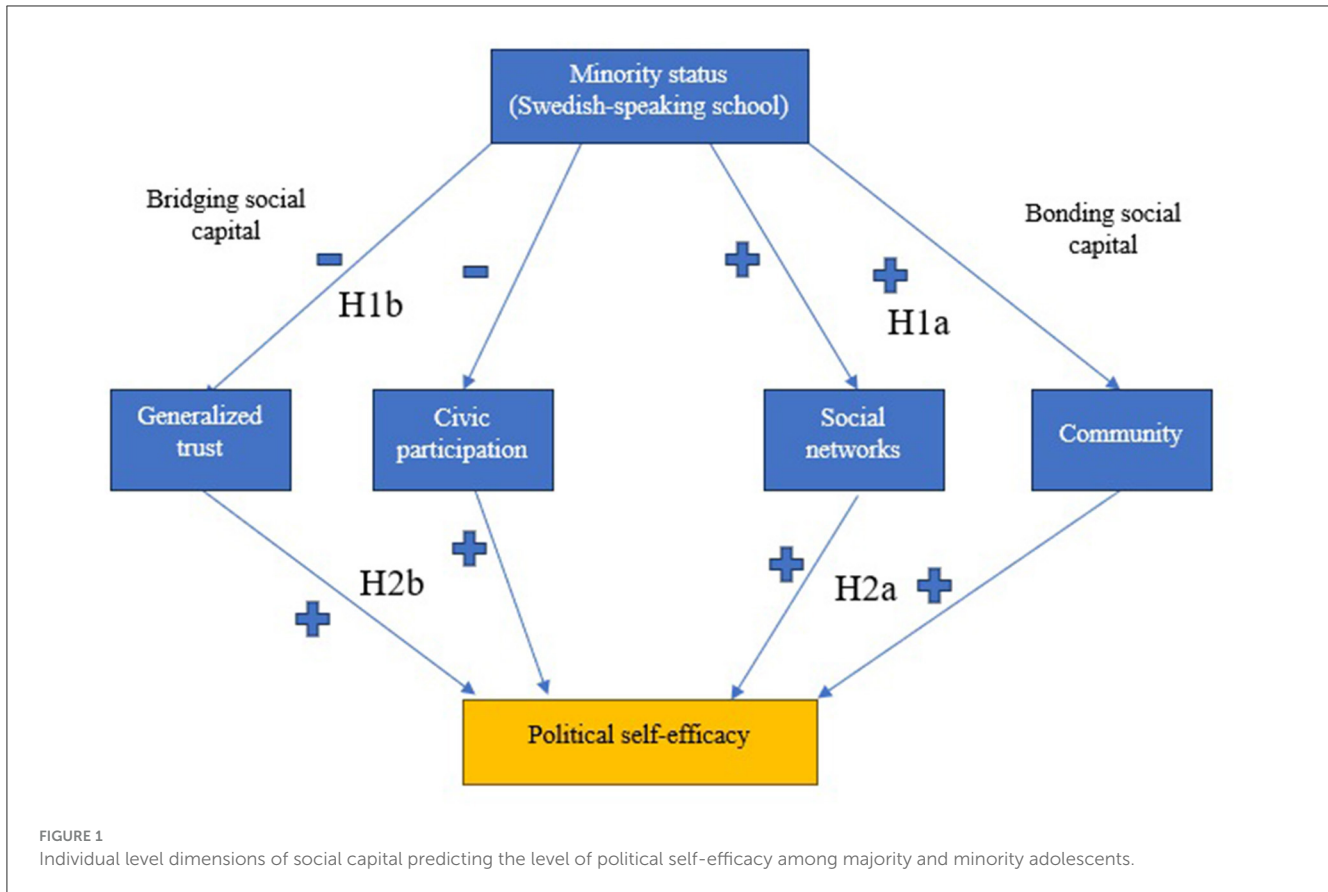 Minority status
(Swedish-speaking school)
Bridging social
capital
Bonding social
capital
H1b
H1a
Generalized
trust
Civic
participation
Social
networks
Community
H2b
H2a
Political self-efficacy
FIGURE 1
Individual level dimensions of social capital predicting the level of political self-efficacy among majority and minority adolescents.